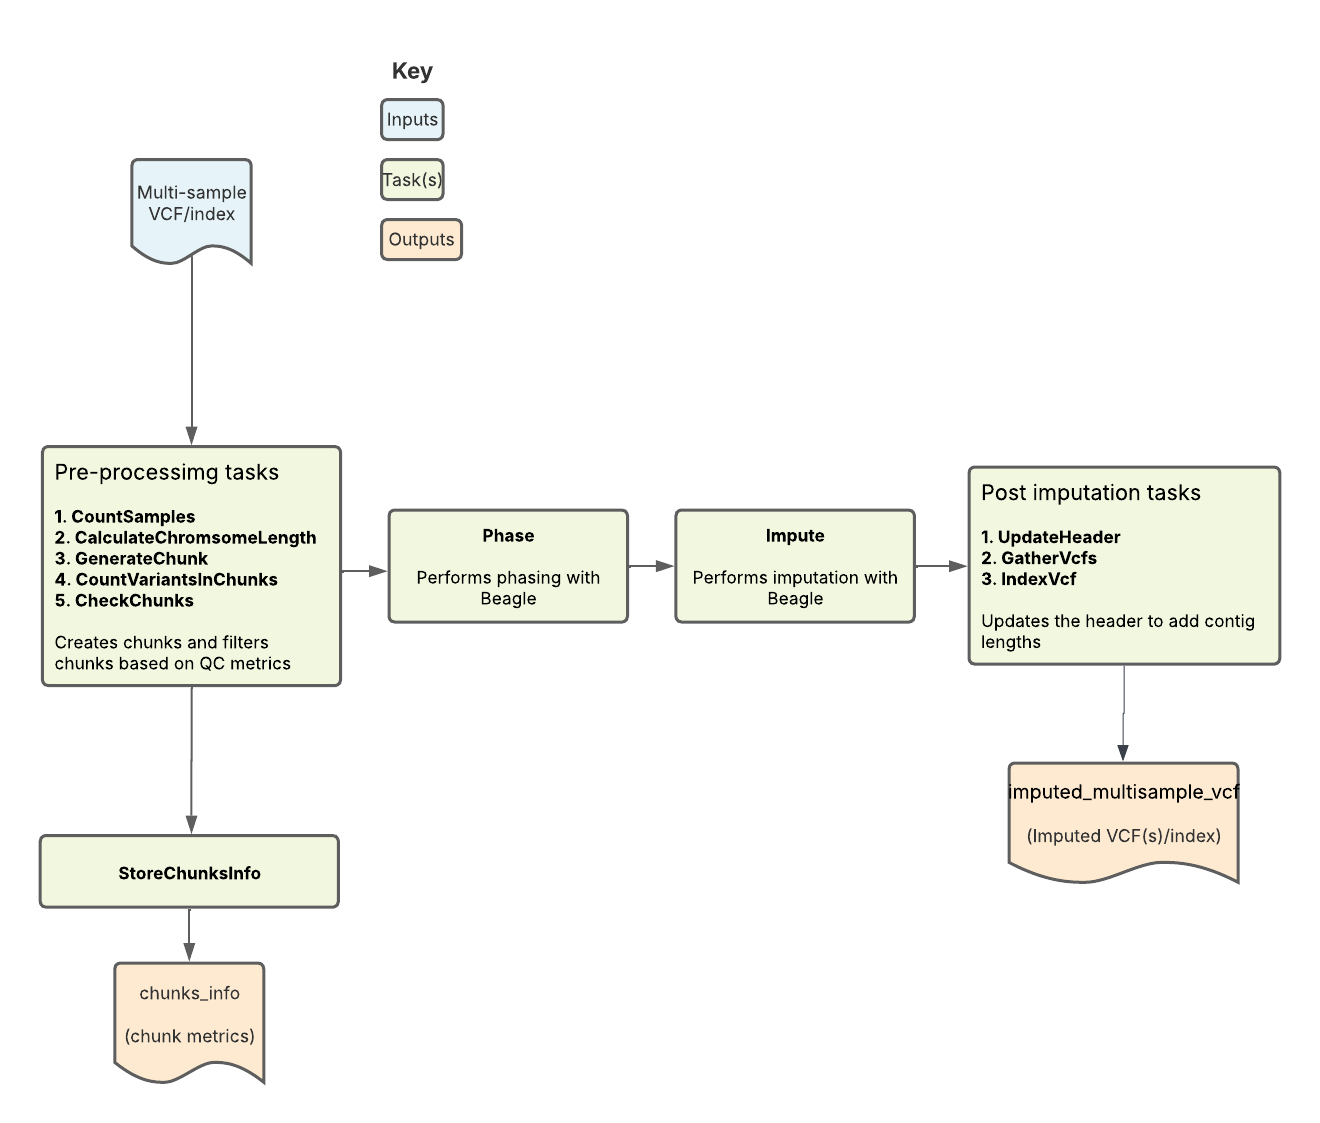 Key
Inputs
Task(s)
Outputs
Multi-sample
VCF/index
Pre-processimg tasks
1. CountSamples
2. CalculateChromsomeLength
3. GenerateChunk
4. CountVariantsInChunks
5. CheckChunks
Creates chunks and filters
chunks based on QC metrics
Phase
Performs phasing with
Beagle
Impute
Performs imputation with
Beagle
Post imputation tasks
1. UpdateHeader
2. GatherVcfs
3. IndexVcf
Updates the header to add contig
lengths
imputed_multisample_vcf
(Imputed VCF(s)/index)
StoreChunksInfo
chunks_info
(chunk metrics)